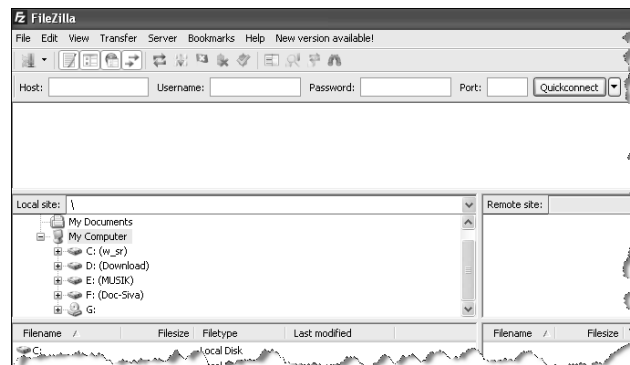 FileZilla
File Edit View Transfer Server Bookmarks Help New version available!
Host: Username: Password: Port: Quickconnect
Local site: \ Remote site:
My Documents
My Computer
C: (w_sr)
D: (Download)
E: (MUSIK)
F: (Doc-Siva)
G:
Filename Filesize Filetype Last modified Filename Filesize
C: Local Disk